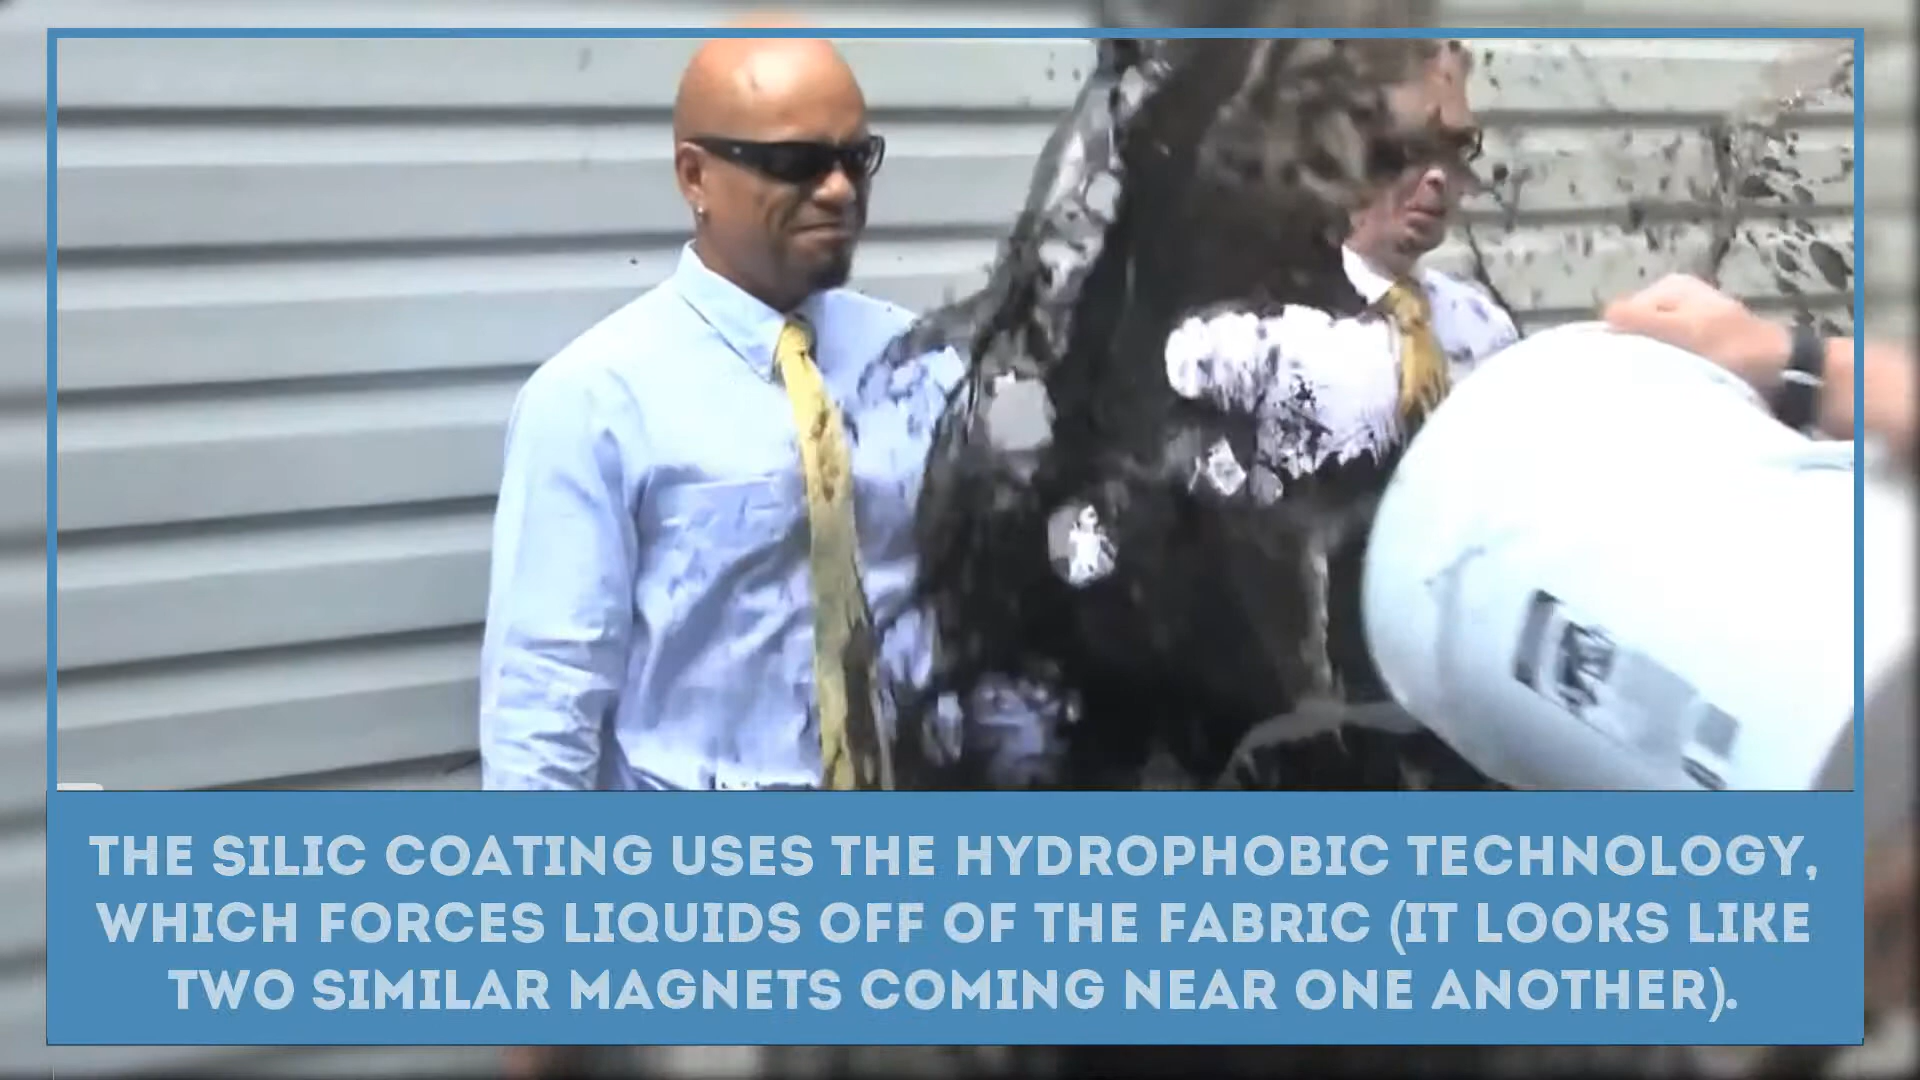 THE SILIC COATING USES THE HYDROPHOBIC TECHNOLOGY,
WHICH FORCES LIQUIDS OFF OF THE FABRIC (IT LOOKS LIKE
TWO SIMILAR MAGNETS COMING NEAR ONE ANOTHER).